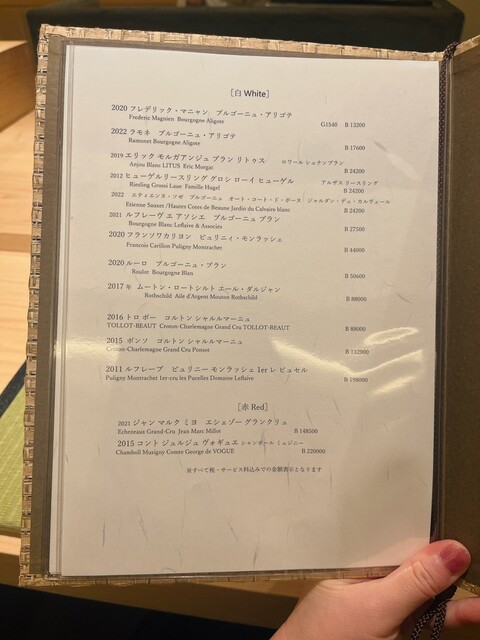 [白 White]
2020 フレデリック・マニャン ブルゴーニュ・アリゴテ
Frederic Magnien Bourgogne Aligote G1540 B 13200
2022 ラモネ ブルゴーニュ・アリゴテ
Ramonet Bourgogne Aligote B 17600
2019 エリック モルガアンジュ ブラン リトゥス ロワール シュナンブラン
Anjou Blanc LITUS Eric Morgat B 24200
2012 ヒューゲルリースリング グロシ ローイ ヒューゲル アルザス リースリング
Riesling Grossi Laue Famille Hugel B 24200
2022 エティエンヌ・ソゼ ブルゴーニュ オート・コート・ド・ボーヌ ジャルダン・デュ・カルヴェール
Etienne Sauzet /Hautes Cotes de Beaune Jardin du Calvaire blanc B 24200
2021 ルフレーヴ エ アソシエ ブルゴーニュ ブラン
Bourgogne Blanc Leflaive & Associes B 27500
2020 フランソワカリヨン ピュリニィ・モンラッシェ
Francois Carillon Puligny Montrachet B 44000
2020 ルーロ ブルゴーニュ・ブラン
Roulot Bourgogne Blan B 50600
2017 年 ムートン・ロートシルト エール・ダルジャン
Rothschild Aile d'Argent Mouton Rothschild B 88000
2016 トロ ボー コルトン シャルルマーニュ
TOLLOT-BEAUT Croton-Charlemagne Grand Cru TOLLOT-BEAUT B 88000
2015 ポンソ コルトン シャルルマーニュ
Croton-Charlemagne Grand Cru Ponsot B 132000
2011 ルフレーブ ピュリニー モンラッシェ 1er レ ピュセル
Puligny Montrachet 1er-cru les Pucelles Domaine Leflaive B 198000
[赤 Red]
2021 ジャン マルク ミヨ エシェゾー グランクリュ
Echezeaux Grand-Cru Jean Marc Millot B 148500
2015 コント ジョルジュ ヴォギュエ シャンボール ミュジニー
Chamboll Musigny Comte George de VOGUE B 220000
※すべて税・サービス料込みでの金額表示となります